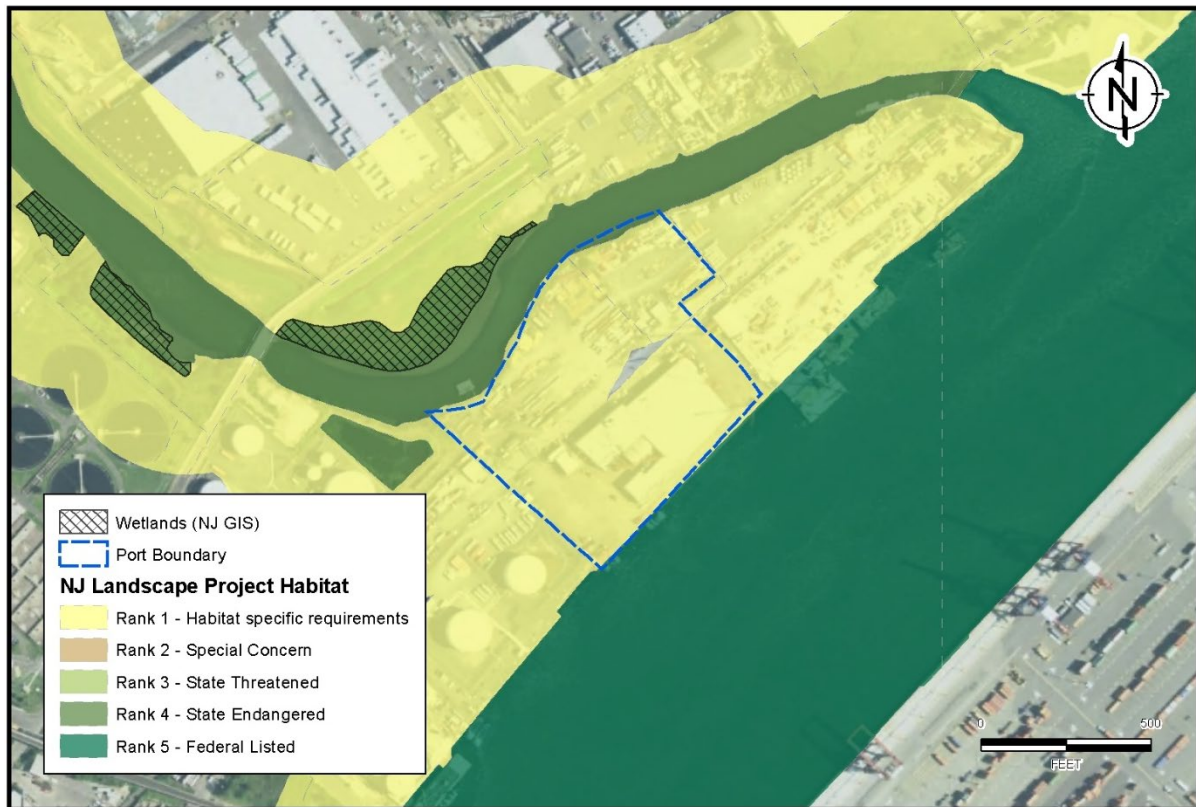 N
Wetlands (NJ GIS)
Port Boundary
NJ Landscape Project Habitat
Rank 1 - Habitat specific requirements
Rank 2 - Special Concern
Rank 3 - State Threatened
Rank 4 - State Endangered
Rank 5 - Federal Listed
0 500
FEET